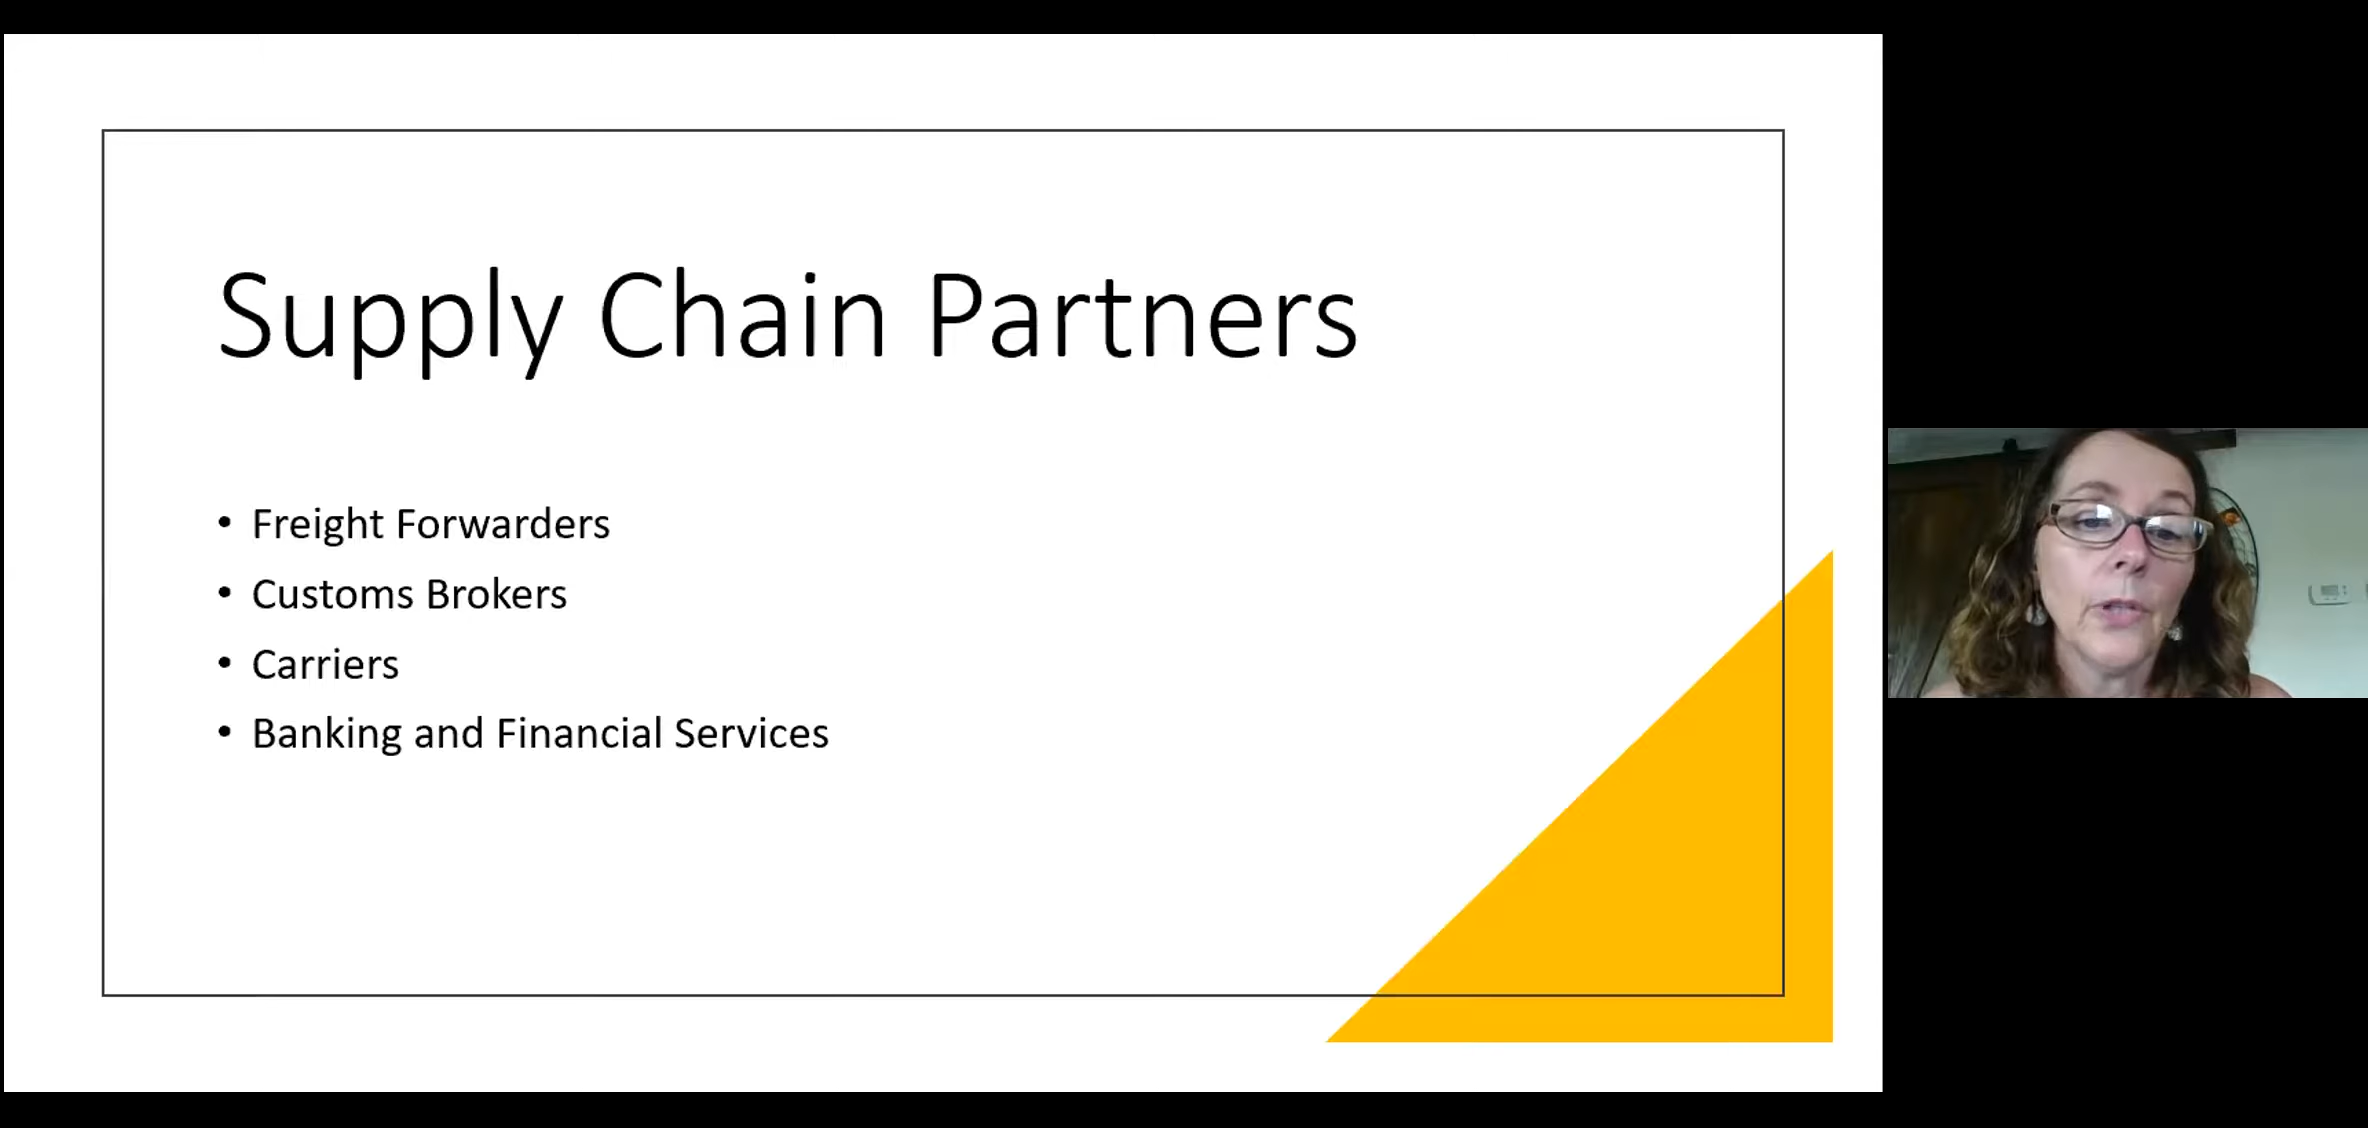 Supply Chain Partners
• Freight Forwarders
• Customs Brokers
• Carriers
• Banking and Financial Services